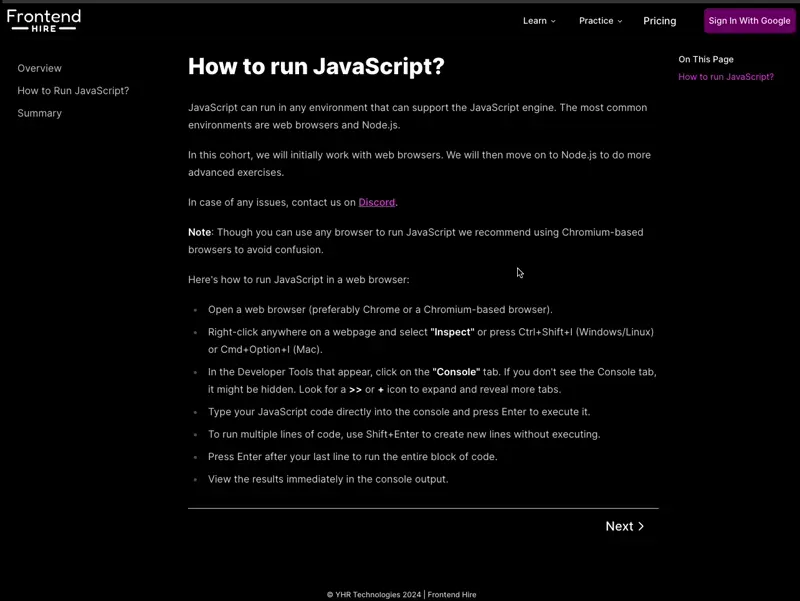 Frontend
HIRE
Learn
Practice
Pricing
Sign In With Google
Overview
How to Run JavaScript?
Summary
How to run JavaScript?
JavaScript can run in any environment that can support the JavaScript engine. The most common
environments are web browsers and Node.js.
In this cohort, we will initially work with web browsers. We will then move on to Node.js to do more
advanced exercises.
In case of any issues, contact us on Discord.
Note: Though you can use any browser to run JavaScript we recommend using Chromium-based
browsers to avoid confusion.
Here's how to run JavaScript in a web browser:
Open a web browser (preferably Chrome or a Chromium-based browser).
Right-click anywhere on a webpage and select "Inspect" or press Ctrl+Shift+I (Windows/Linux)
or Cmd+Option+I (Mac).
In the Developer Tools that appear, click on the "Console" tab. If you don't see the Console tab,
it might be hidden. Look for a >> or + icon to expand and reveal more tabs.
Type your JavaScript code directly into the console and press Enter to execute it.
To run multiple lines of code, use Shift+Enter to create new lines without executing.
Press Enter after your last line to run the entire block of code.
View the results immediately in the console output.
Next
On This Page
How to run JavaScript?
© YHR Technologies 2024 | Frontend Hire